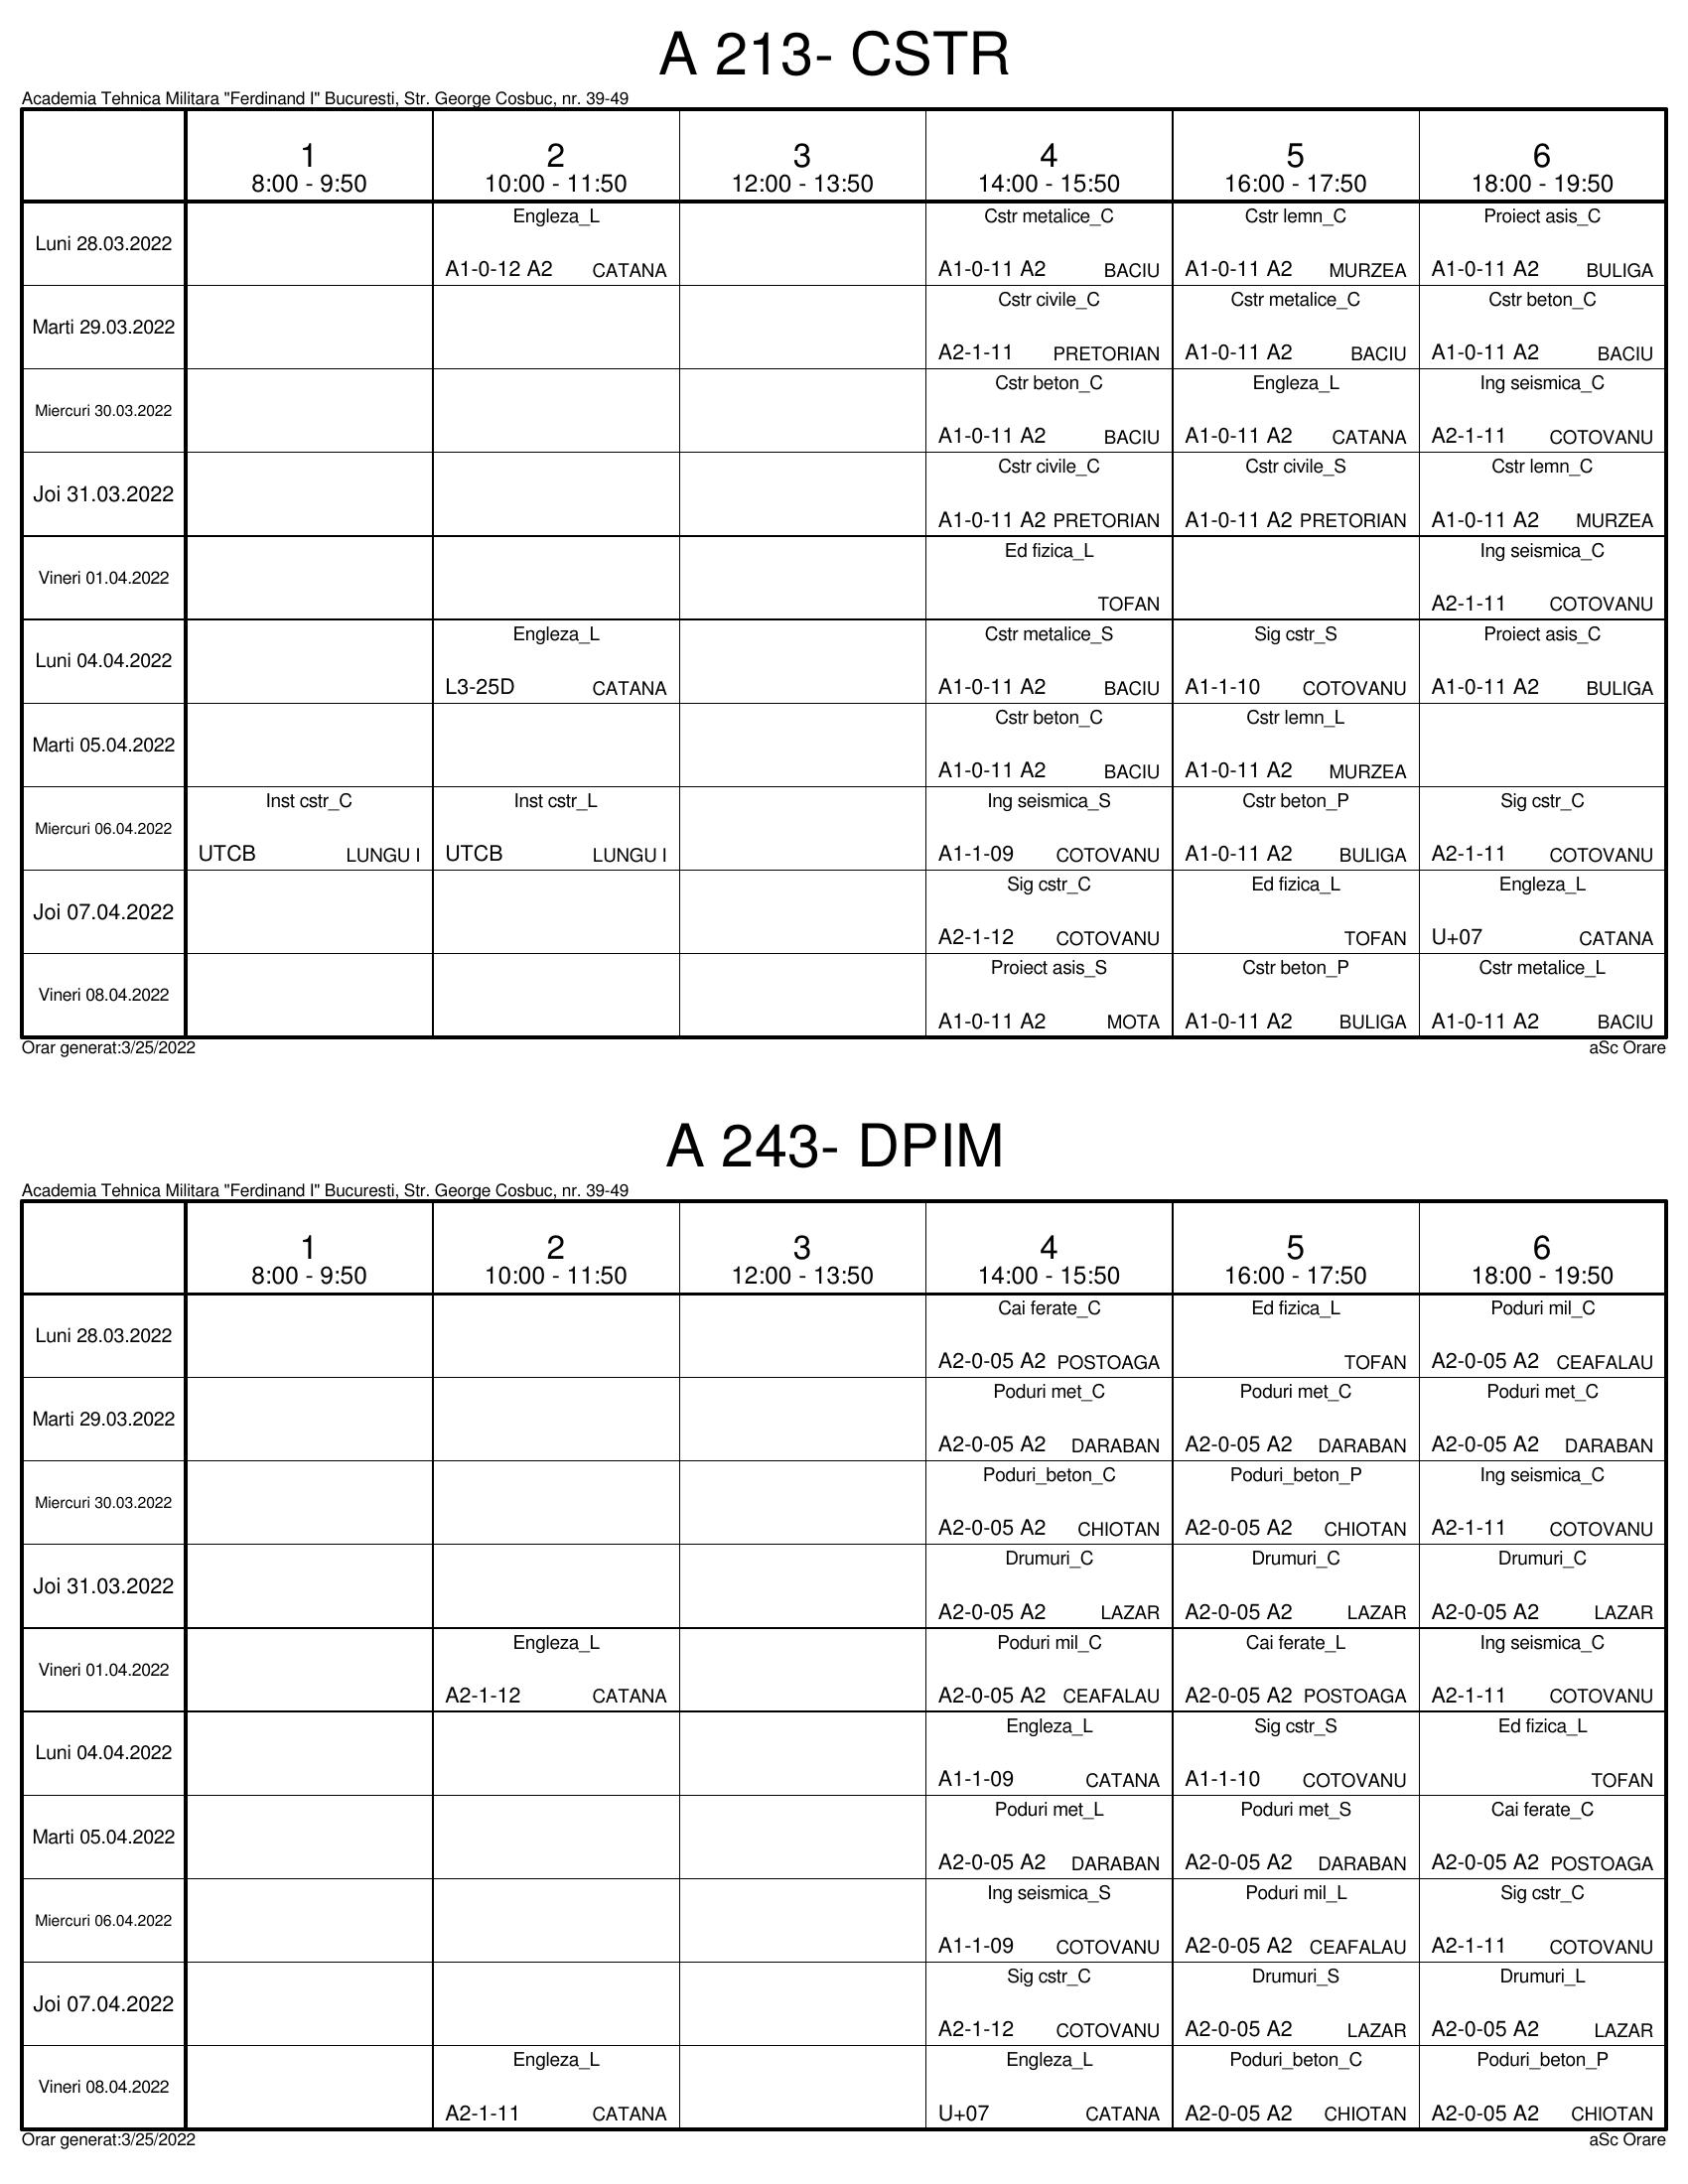 A 213- CSTR
Academia Tehnica Militara "Ferdinand I" Bucuresti, Str. George Cosbuc, nr. 39-49
1 2 3 4 5 6
8:00 - 9:50 10:00 - 11:50 12:00 - 13:50 14:00 - 15:50 16:00 - 17:50 18:00 - 19:50
Luni 28.03.2022
Engleza_L Cstr metalice_C Cstr lemn_C Proiect asis_C
A1-0-12 A2 CATANA A1-0-11 A2 BACIU A1-0-11 A2 MURZEA A1-0-11 A2 BULIGA
Marti 29.03.2022
Cstr civile_C Cstr metalice_C Cstr beton_C
A2-1-11 PRETORIAN A1-0-11 A2 BACIU A1-0-11 A2 BACIU
Miercuri 30.03.2022
Cstr beton_C Engleza_L Ing seismica_C
A1-0-11 A2 BACIU A1-0-11 A2 CATANA A2-1-11 COTOVANU
Joi 31.03.2022
Cstr civile_C Cstr civile_S Cstr lemn_C
A1-0-11 A2 PRETORIAN A1-0-11 A2 PRETORIAN A1-0-11 A2 MURZEA
Vineri 01.04.2022
Ed fizica_L Ing seismica_C
TOFAN A2-1-11 COTOVANU
Luni 04.04.2022
Engleza_L Cstr metalice_S Sig cstr_S Proiect asis_C
L3-25D CATANA A1-0-11 A2 BACIU A1-1-10 COTOVANU A1-0-11 A2 BULIGA
Marti 05.04.2022
Cstr beton_C Cstr lemn_L
A1-0-11 A2 BACIU A1-0-11 A2 MURZEA
Miercuri 06.04.2022
Inst cstr_C Inst cstr_L Ing seismica_S Cstr beton_P Sig cstr_C
UTCB LUNGU I UTCB LUNGU I A1-1-09 COTOVANU A1-0-11 A2 BULIGA A2-1-11 COTOVANU
Joi 07.04.2022
Sig cstr_C Ed fizica_L Engleza_L
A2-1-12 COTOVANU TOFAN U+07 CATANA
Vineri 08.04.2022
Proiect asis_S Cstr beton_P Cstr metalice_L
A1-0-11 A2 MOTA A1-0-11 A2 BULIGA A1-0-11 A2 BACIU
Orar generat:3/25/2022 aSc Orare
A 243- DPIM
Academia Tehnica Militara "Ferdinand I" Bucuresti, Str. George Cosbuc, nr. 39-49
1 2 3 4 5 6
8:00 - 9:50 10:00 - 11:50 12:00 - 13:50 14:00 - 15:50 16:00 - 17:50 18:00 - 19:50
Luni 28.03.2022
Cai ferate_C Ed fizica_L Poduri mil_C
A2-0-05 A2 POSTOAGA TOFAN A2-0-05 A2 CEAFALAU
Marti 29.03.2022
Poduri met_C Poduri met_C Poduri met_C
A2-0-05 A2 DARABAN A2-0-05 A2 DARABAN A2-0-05 A2 DARABAN
Miercuri 30.03.2022
Poduri_beton_C Poduri_beton_P Ing seismica_C
A2-0-05 A2 CHIOTAN A2-0-05 A2 CHIOTAN A2-1-11 COTOVANU
Joi 31.03.2022
Drumuri_C Drumuri_C Drumuri_C
A2-0-05 A2 LAZAR A2-0-05 A2 LAZAR A2-0-05 A2 LAZAR
Vineri 01.04.2022
Engleza_L Poduri mil_C Cai ferate_L Ing seismica_C
A2-1-12 CATANA A2-0-05 A2 CEAFALAU A2-0-05 A2 POSTOAGA A2-1-11 COTOVANU
Luni 04.04.2022
Engleza_L Sig cstr_S Ed fizica_L
A1-1-09 CATANA A1-1-10 COTOVANU TOFAN
Marti 05.04.2022
Poduri met_L Poduri met_S Cai ferate_C
A2-0-05 A2 DARABAN A2-0-05 A2 DARABAN A2-0-05 A2 POSTOAGA
Miercuri 06.04.2022
Ing seismica_S Poduri mil_L Sig cstr_C
A1-1-09 COTOVANU A2-0-05 A2 CEAFALAU A2-1-11 COTOVANU
Joi 07.04.2022
Sig cstr_C Drumuri_S Drumuri_L
A2-1-12 COTOVANU A2-0-05 A2 LAZAR A2-0-05 A2 LAZAR
Vineri 08.04.2022
Engleza_L Engleza_L Poduri_beton_C Poduri_beton_P
A2-1-11 CATANA U+07 CATANA A2-0-05 A2 CHIOTAN A2-0-05 A2 CHIOTAN
Orar generat:3/25/2022 aSc Orare